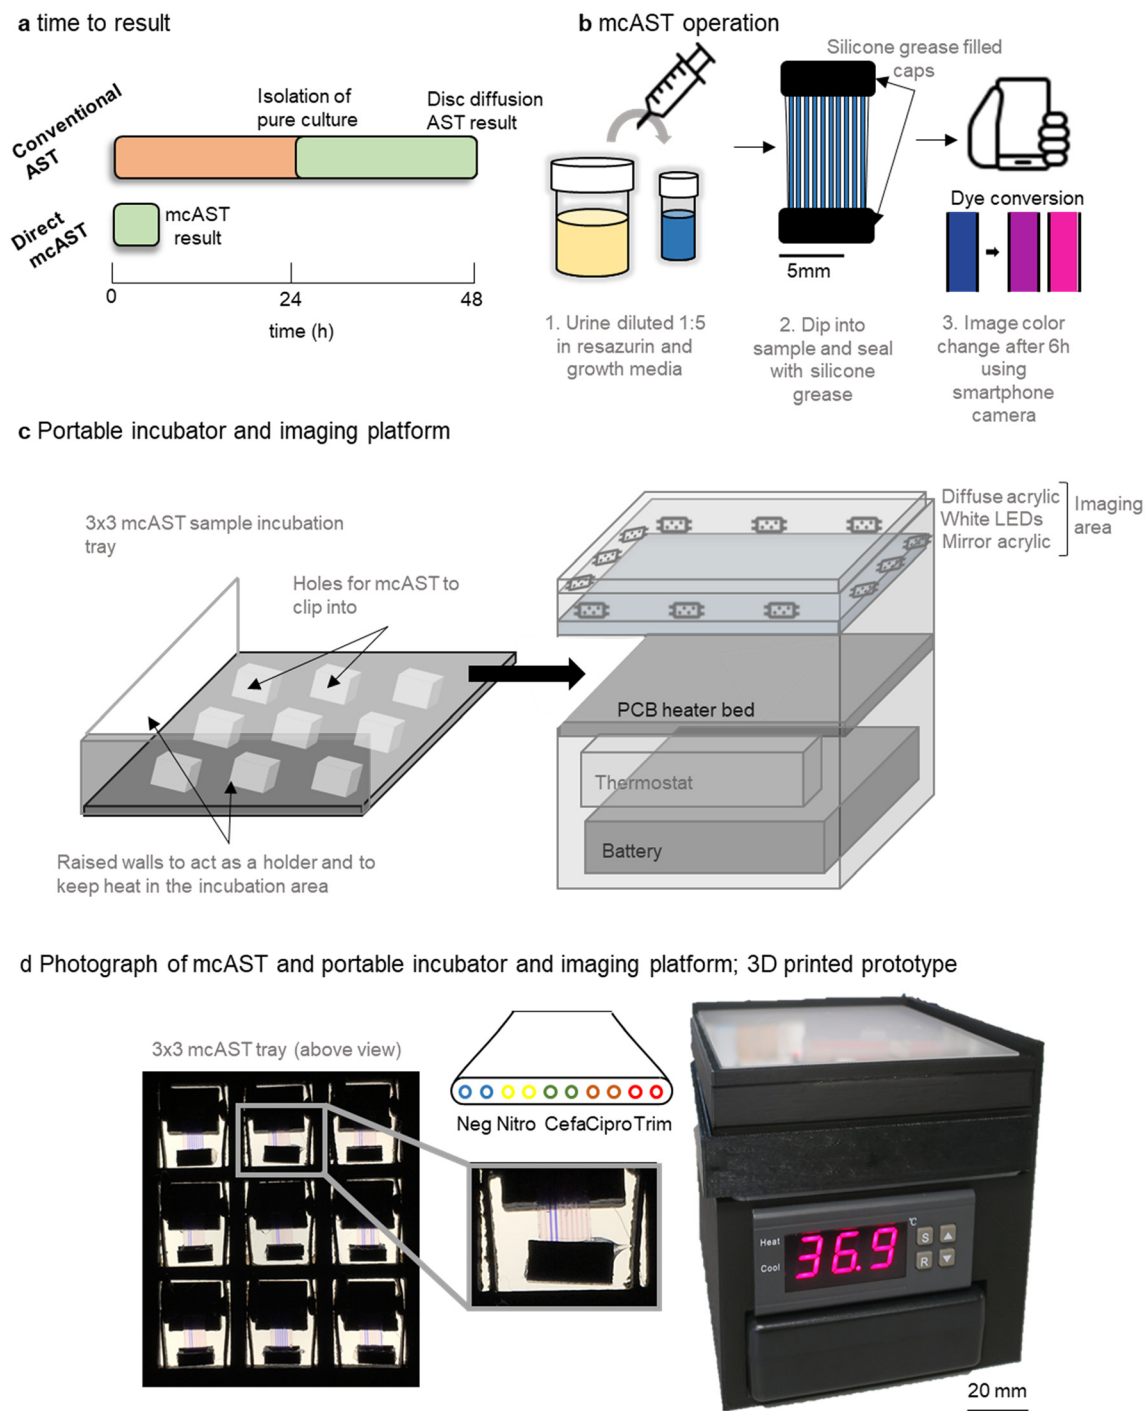 a time to result
Conventional
AST
Isolation of
pure culture
Disc diffusion
AST result
Direct
mcAST
mcAST
result
0
24
48
time (h)
b mcAST operation
Silicone grease filled
caps
5mm
Dye conversion
1. Urine diluted 1:5
in resazurin and
growth media
2. Dip into
sample and seal
with silicone
grease
3. Image color
change after 6h
using
smartphone
camera
c Portable incubator and imaging platform
3x3 mcAST sample incubation
tray
Holes for mcAST to
clip into
Raised walls to act as a holder and to
keep heat in the incubation area
Diffuse acrylic
White LEDs
Mirror acrylic
Imaging
area
PCB heater bed
Thermostat
Battery
d Photograph of mcAST and portable incubator and imaging platform; 3D printed prototype
3x3 mcAST tray (above view)
Neg Nitro Cefa Cipro Trim
Heat
Cool
36.9
°C
S
R
20 mm